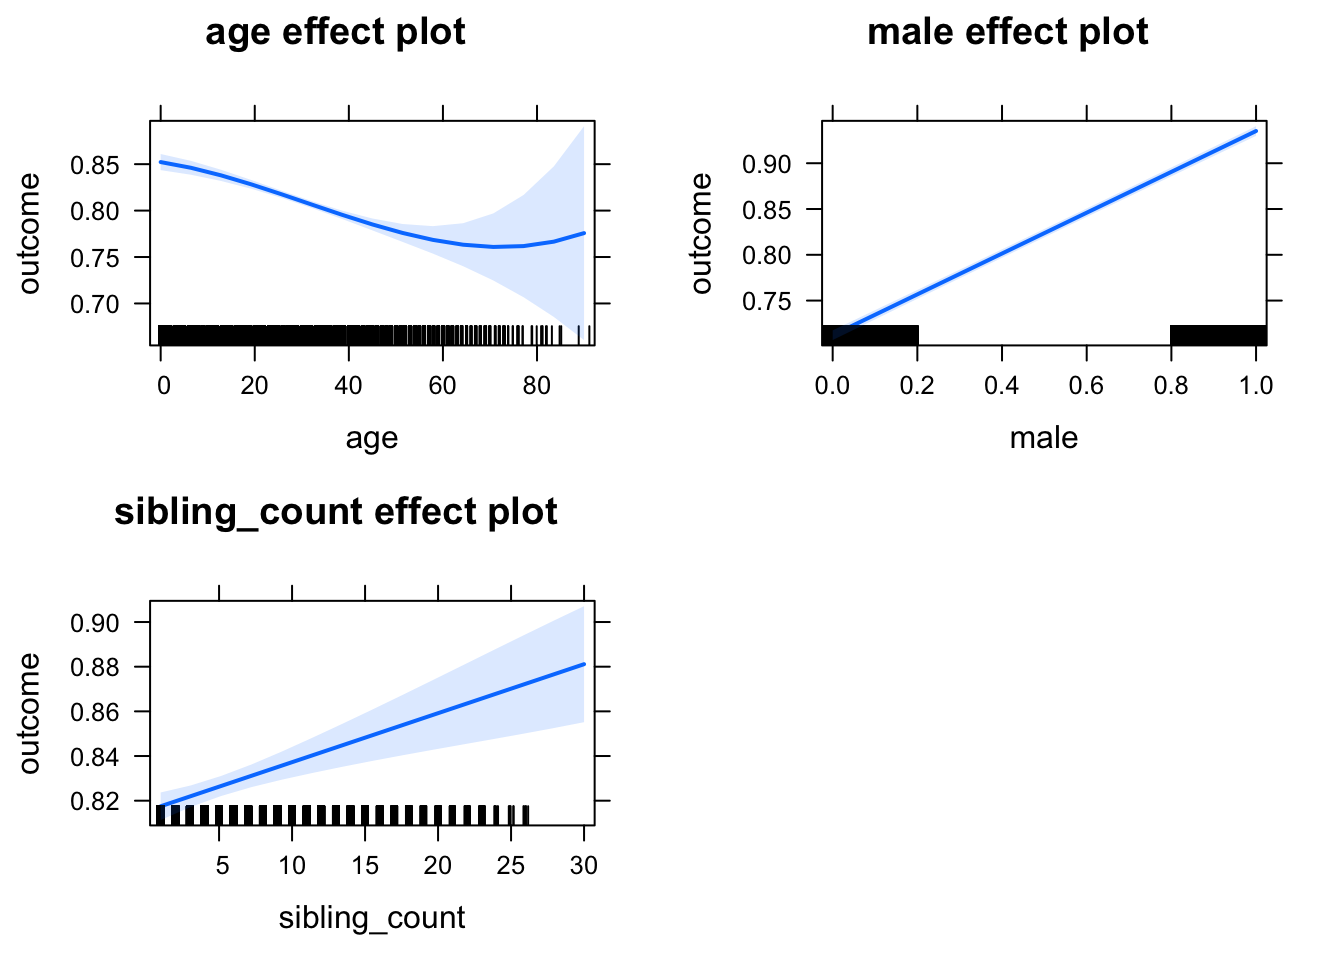 age effect plot
outcome
0.85
0.80
0.75
0.70
0 20 40 60 80
age
male effect plot
outcome
0.90
0.85
0.80
0.75
0.0 0.2 0.4 0.6 0.8 1.0
male
sibling_count effect plot
outcome
0.90
0.88
0.86
0.84
0.82
5 10 15 20 25 30
sibling_count